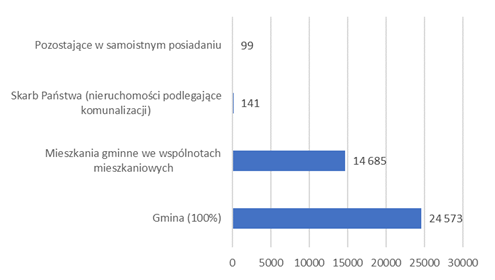 Pozostające w samoistnym posiadaniu
99
Skarb Państwa (nieruchomości podlegające
komunalizacji)
141
Mieszkania gminne we wspólnotach
mieszkaniowych
14 685
Gmina (100%)
24 573
0 5000 10000 15000 20000 25000 30000